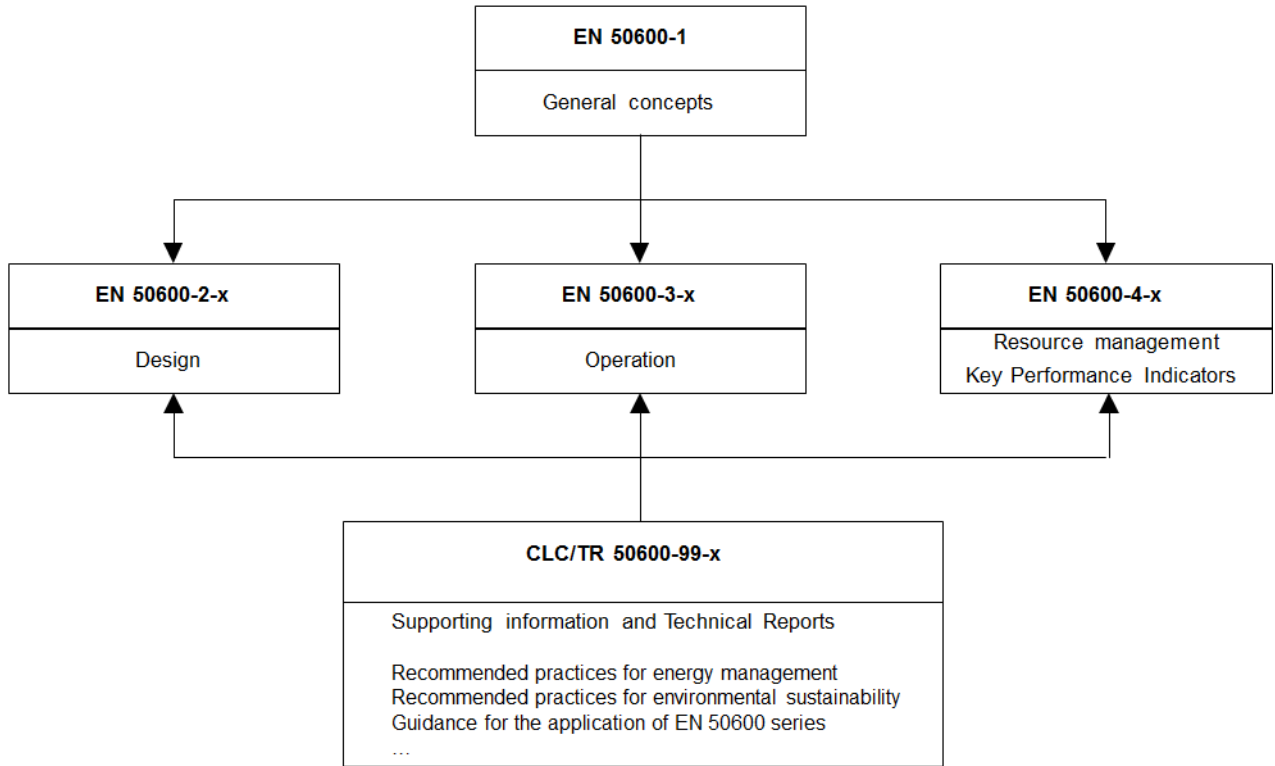 EN 50600-1
General concepts
EN 50600-2-x
Design
EN 50600-3-x
Operation
EN 50600-4-x
Resource management
Key Performance Indicators
CLC/TR 50600-99-x
Supporting information and Technical Reports
Recommended practices for energy management
Recommended practices for environmental sustainability
Guidance for the application of EN 50600 series
...